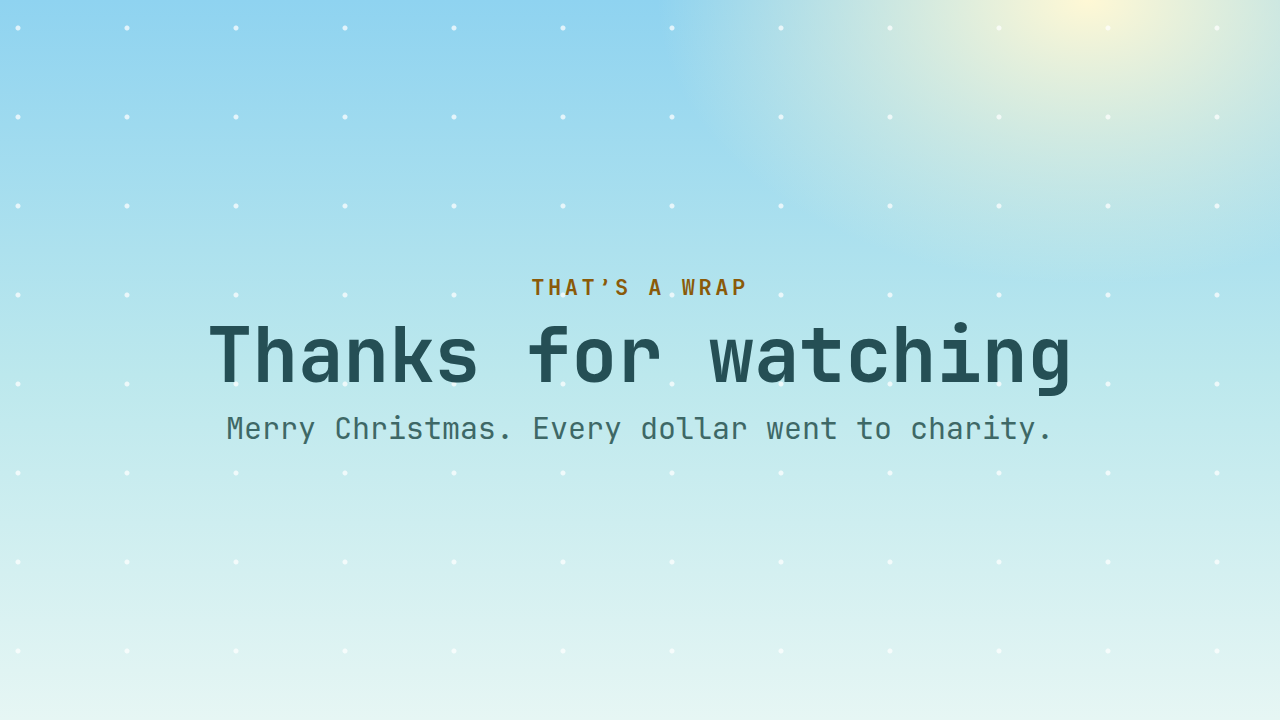 THAT’S A WRAP
Thanks for watching
Merry Christmas. Every dollar went to charity.